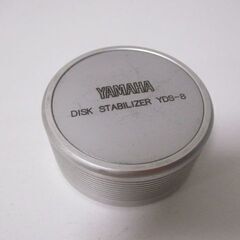 YAMAHA
DISK STABILIZER YDS-8